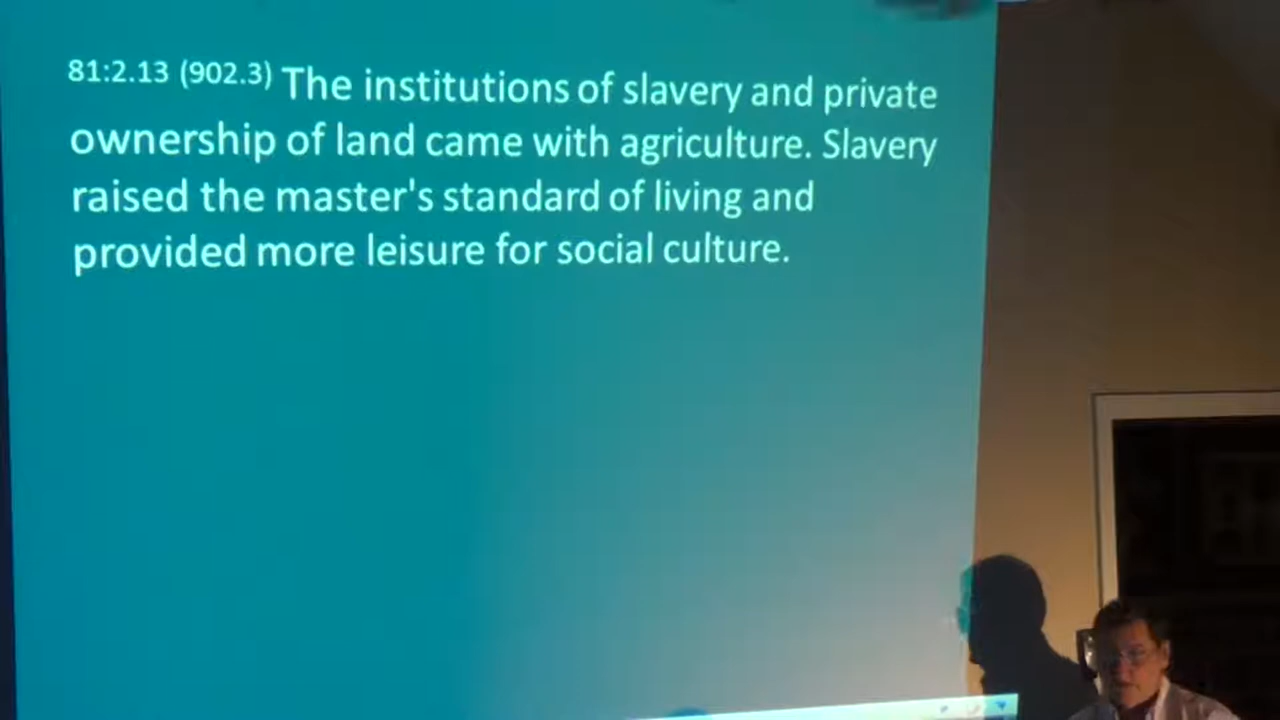 81:2.13 (902.3) The institutions of slavery and private
ownership of land came with agriculture. Slavery
raised the master's standard of living and
provided more leisure for social culture.